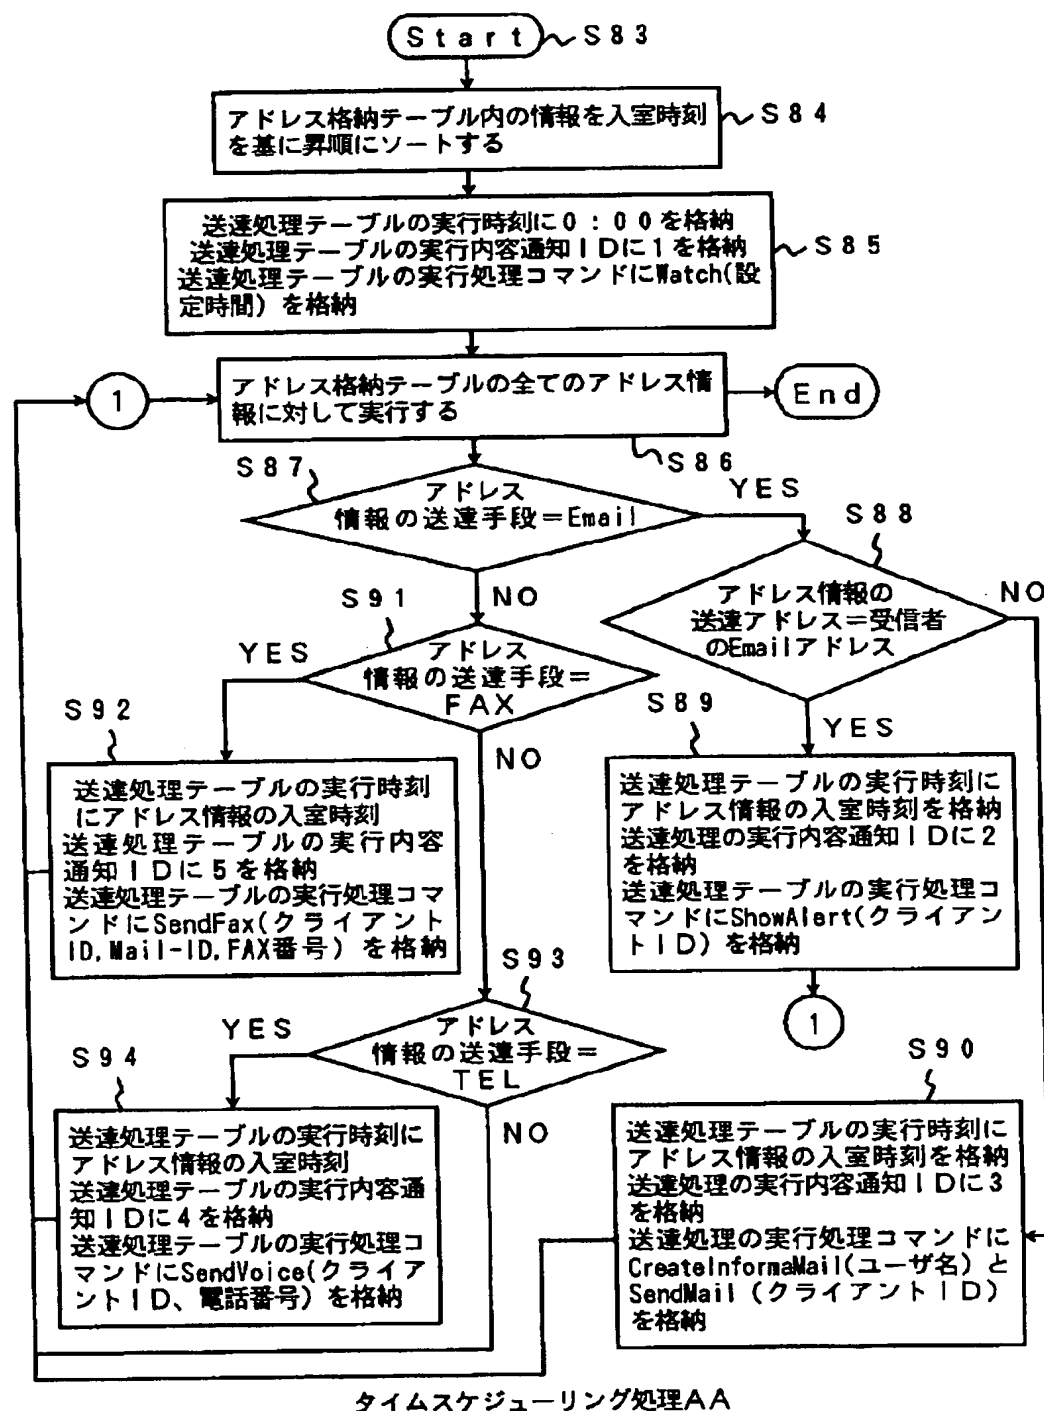 Start
S83
アドレス格納テーブル内の情報を入室時刻
を基に昇順にソートする
S84
送達処理テーブルの実行時刻に0:00を格納
送達処理テーブルの実行内容通知IDに1を格納
送達処理テーブルの実行処理コマンドにWatch(設
定時間)を格納
S85
1
アドレス格納テーブルの全てのアドレス情
報に対して実行する
End
S86
S87
アドレス
情報の送達手段=Email
YES
NO
S88
アドレス情報の
送達アドレス=受信者
のEmailアドレス
NO
YES
S91
アドレス
情報の送達手段=
FAX
YES
NO
S92
送達処理テーブルの実行時刻
にアドレス情報の入室時刻
送達処理テーブルの実行内容
通知IDに5を格納
送達処理テーブルの実行処理コマ
ンドにSendFax(クライアント
ID,Mail-ID,FAX番号)を格納
S89
送達処理テーブルの実行時刻に
アドレス情報の入室時刻を格納
送達処理の実行内容通知IDに2
を格納
送達処理テーブルの実行処理コ
マンドにShowAlert(クライアン
トID)を格納
1
S93
アドレス
情報の送達手段=
TEL
YES
NO
S94
送達処理テーブルの実行時刻に
アドレス情報の入室時刻
送達処理テーブルの実行内容通
知IDに4を格納
送達処理テーブルの実行処理コ
マンドにSendVoice(クライア
ントID、電話番号)を格納
S90
送達処理テーブルの実行時刻に
アドレス情報の入室時刻を格納
送達処理の実行内容通知IDに3
を格納
送達処理の実行処理コマンドに
CreateInformaMail(ユーザ名)と
SendMail(クライアントID)
を格納
タイムスケジューリング処理AA